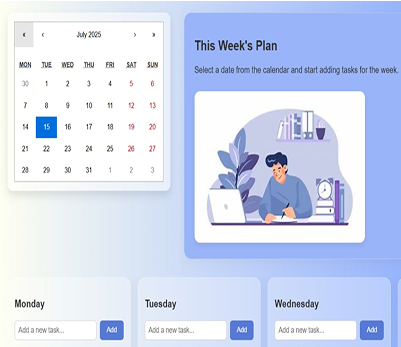 « ‹ July 2025 › »
MON TUE WED THU FRI SAT SUN
30 1 2 3 4 5 6
7 8 9 10 11 12 13
14 15 16 17 18 19 20
21 22 23 24 25 26 27
28 29 30 31 1 2 3
This Week's Plan
Select a date from the calendar and start adding tasks for the week.
Monday
Add a new task... Add
Tuesday
Add a new task... Add
Wednesday
Add a new task... Add